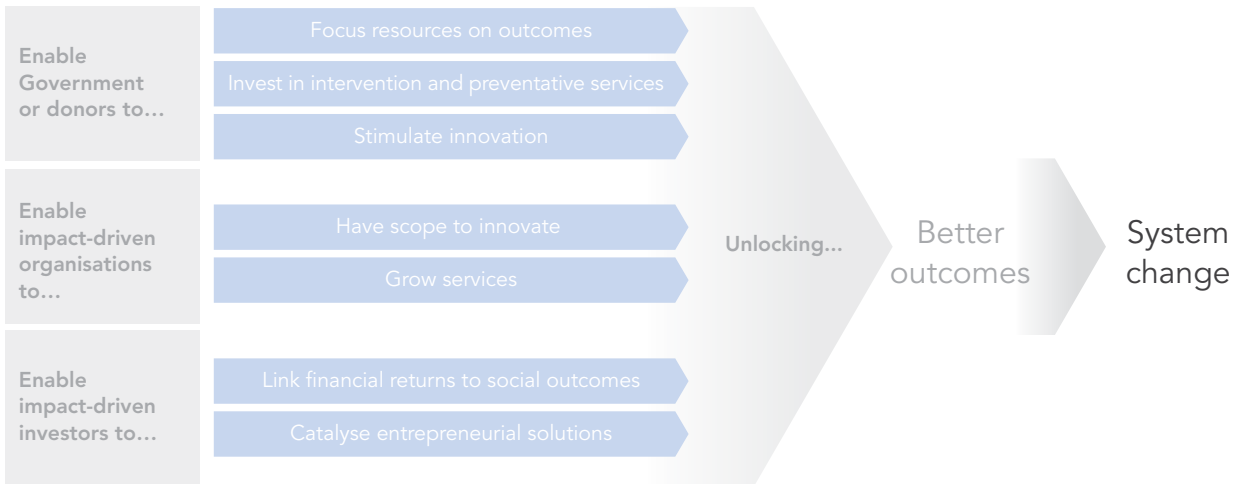 Enable
Government
or donors to…
Focus resources on outcomes
Invest in intervention and preventative services
Stimulate innovation
Enable
impact-driven
organisations
to…
Have scope to innovate
Grow services
Enable
impact-driven
investors to…
Link financial returns to social outcomes
Catalyse entrepreneurial solutions
Unlocking...
Better
outcomes
System
change